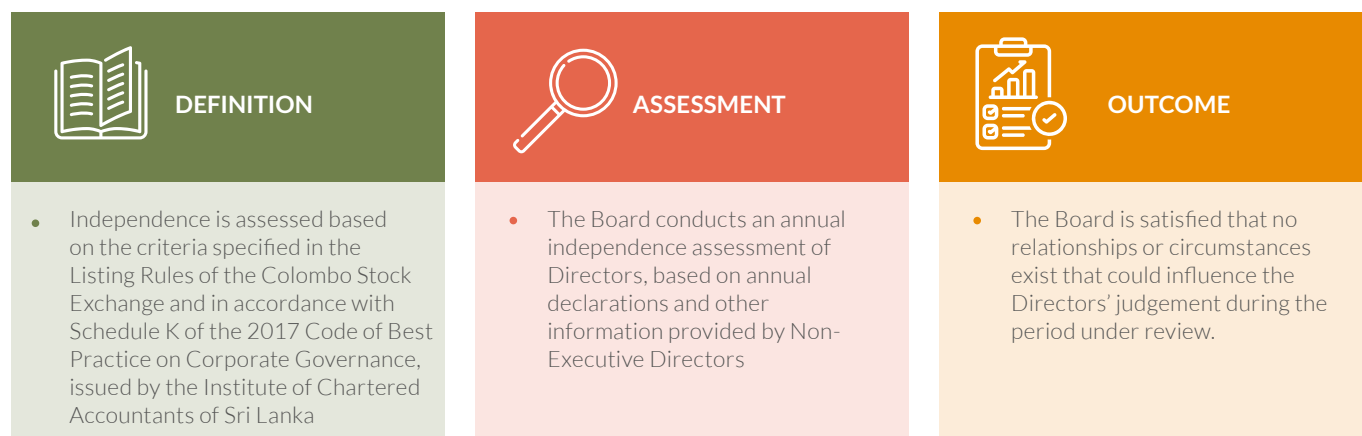 DEFINITION
• Independence is assessed based
on the criteria specified in the
Listing Rules of the Colombo Stock
Exchange and in accordance with
Schedule K of the 2017 Code of Best
Practice on Corporate Governance,
issued by the Institute of Chartered
Accountants of Sri Lanka
ASSESSMENT
• The Board conducts an annual
independence assessment of
Directors, based on annual
declarations and other
information provided by Non-
Executive Directors
OUTCOME
• The Board is satisfied that no
relationships or circumstances
exist that could influence the
Directors’ judgement during the
period under review.